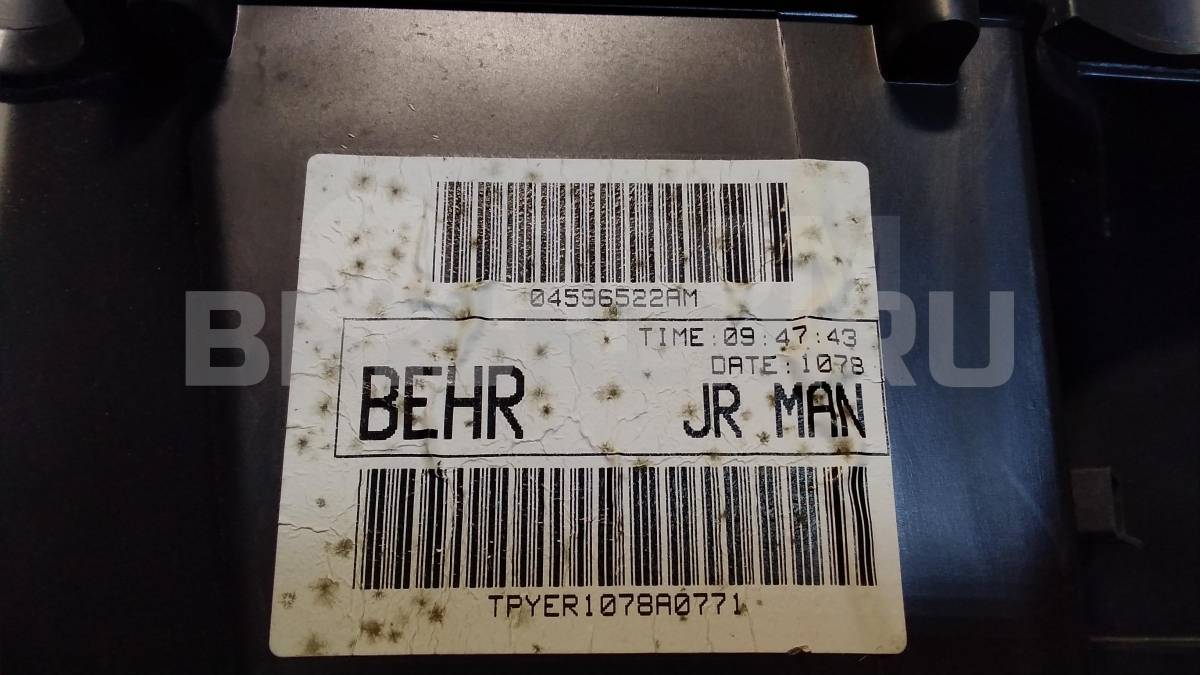 04596522AM
TIME:09:47:43
DATE:1078
BEHR JR MAN
TPYER1078A0771